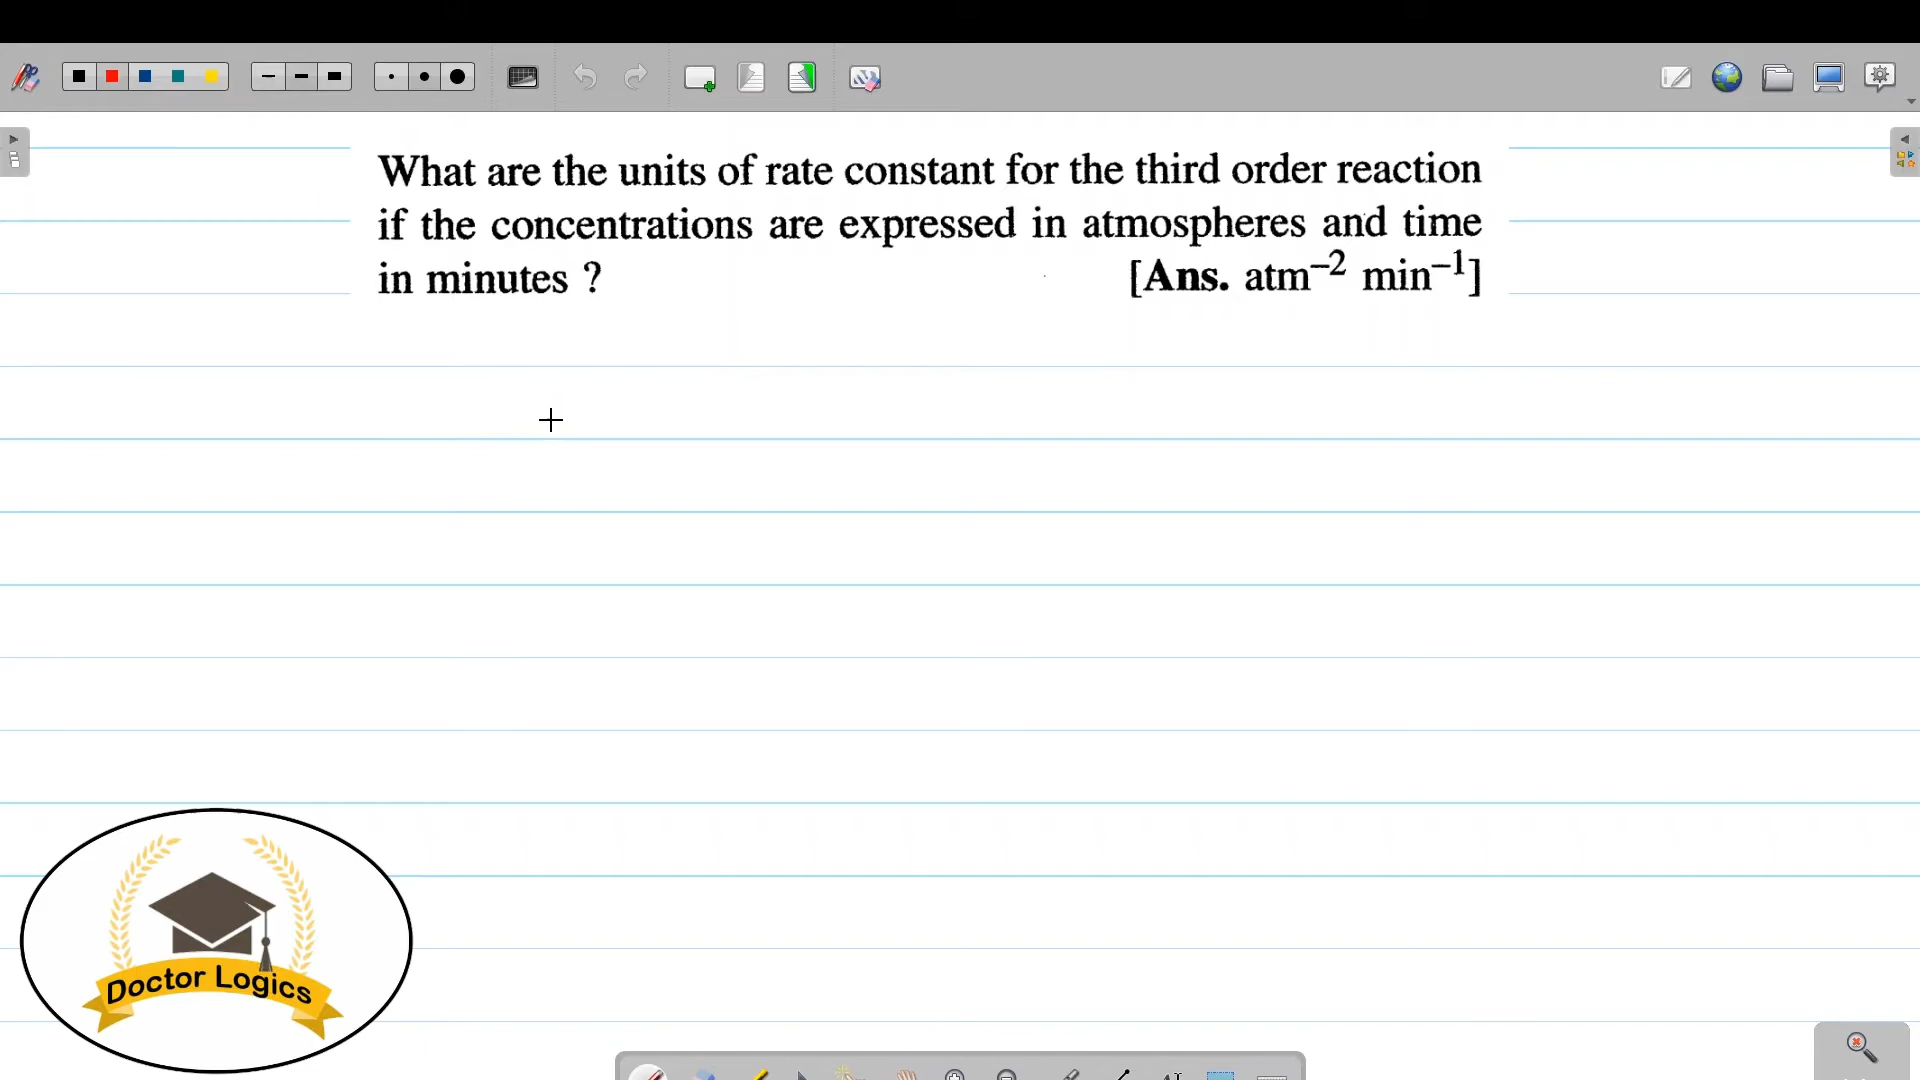 What are the units of rate constant for the third order reaction
if the concentrations are expressed in atmospheres and time
in minutes ? [Ans. atm⁻² min⁻¹]
Doctor Logics